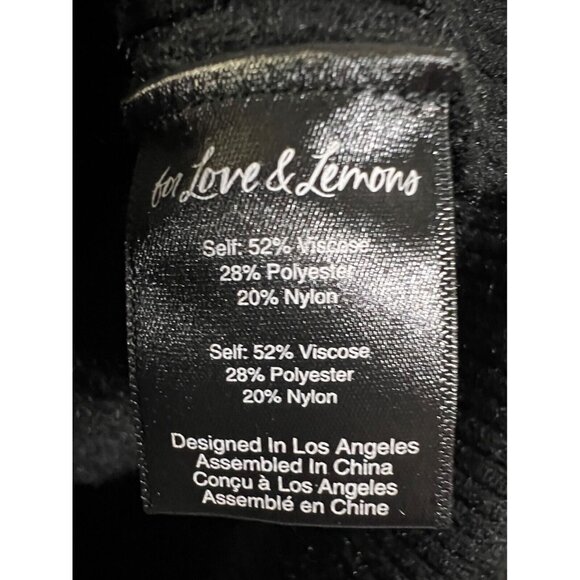 for Love & Lemons
Self: 52% Viscose
28% Polyester
20% Nylon
Self: 52% Viscose
28% Polyester
20% Nylon
Designed In Los Angeles
Assembled In China
Conçu à Los Angeles
Assemblé en Chine